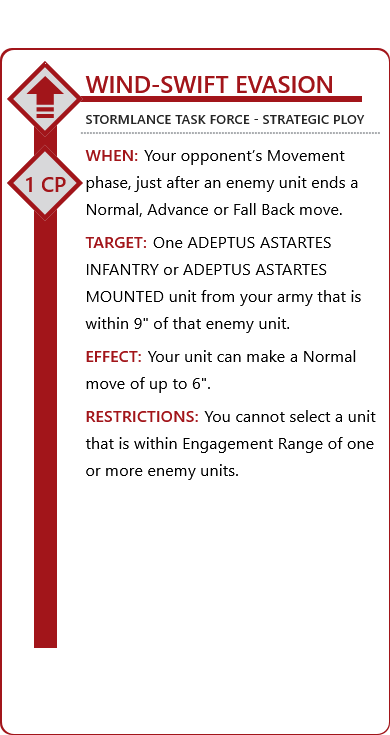 WIND-SWIFT EVASION
STORMLANCE TASK FORCE - STRATEGIC PLOY
1 CP
WHEN: Your opponent’s Movement
phase, just after an enemy unit ends a
Normal, Advance or Fall Back move.
TARGET: One ADEPTUS ASTARTES
INFANTRY or ADEPTUS ASTARTES
MOUNTED unit from your army that is
within 9" of that enemy unit.
EFFECT: Your unit can make a Normal
move of up to 6".
RESTRICTIONS: You cannot select a unit
that is within Engagement Range of one
or more enemy units.